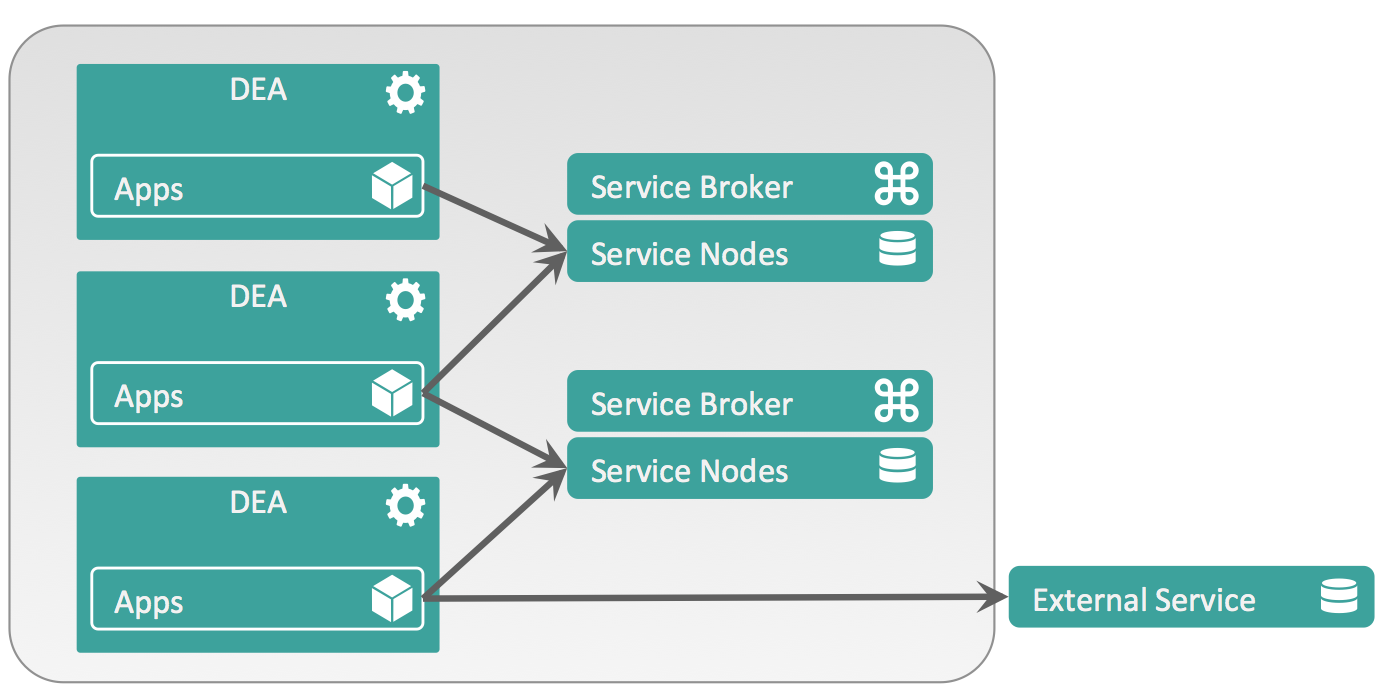 DEA
Apps
DEA
Apps
DEA
Apps
Service Broker
Service Nodes
Service Broker
Service Nodes
External Service